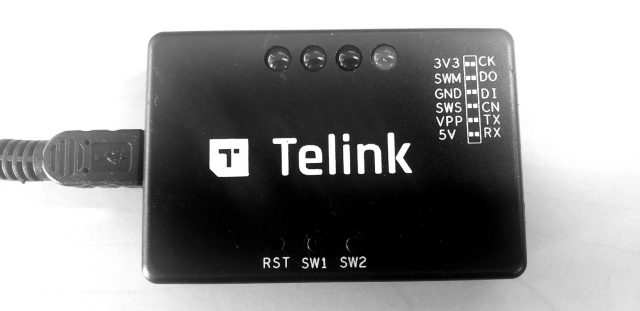 Telink
3V3 CK
SWM DO
GND DI
SWS CN
VPP TX
5V RX
RST SW1 SW2